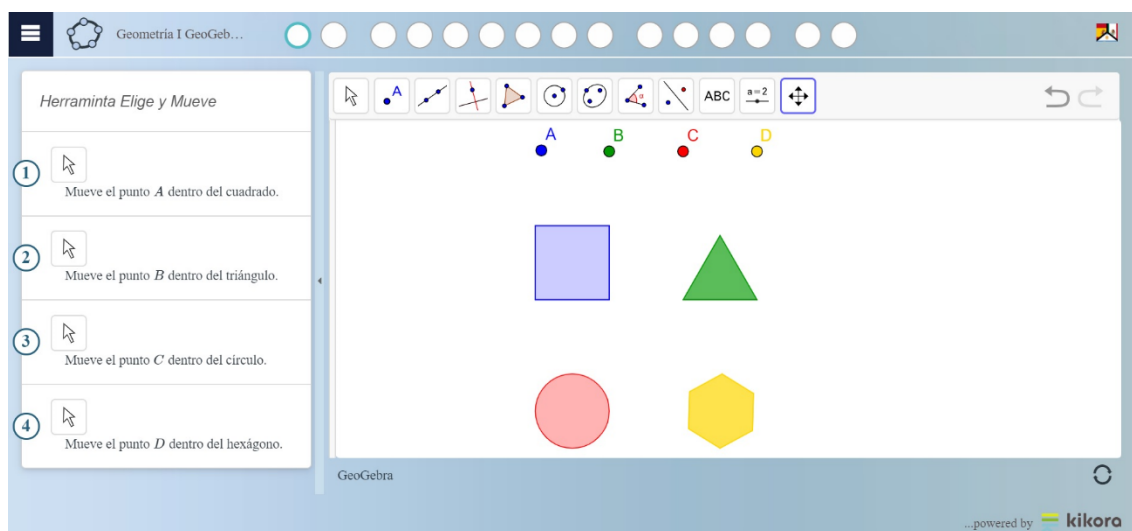 Geometría I GeoGeb…
Herraminta Elige y Mueve
1
Mueve el punto A dentro del cuadrado.
2
Mueve el punto B dentro del triángulo.
3
Mueve el punto C dentro del círculo.
4
Mueve el punto D dentro del hexágono.
A
α
ABC
a=2
A B C D
GeoGebra
...powered by kikora